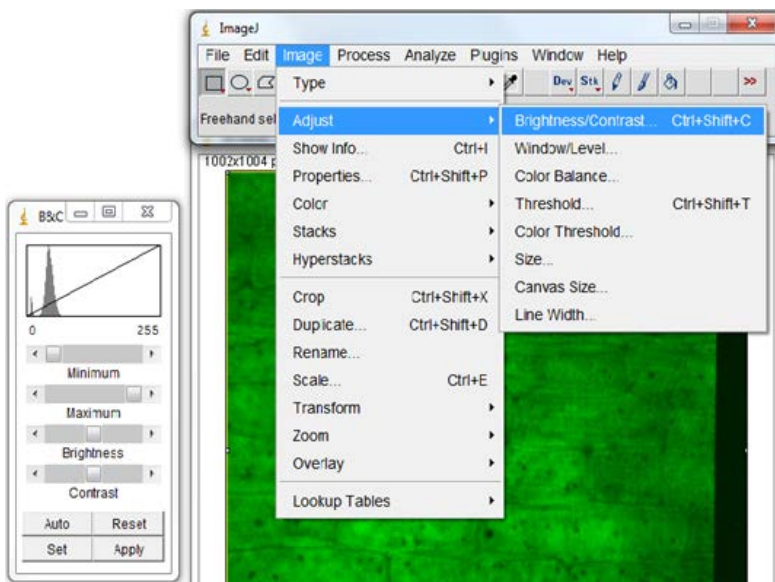 ImageJ
File Edit Image Process Analyze Plugins Window Help
Dev Stk >>
Freehand sel
1002x1004 p
Type
Adjust
Show Info... Ctrl+I
Properties... Ctrl+Shift+P
Color
Stacks
Hyperstacks
Crop Ctrl+Shift+X
Duplicate... Ctrl+Shift+D
Rename...
Scale... Ctrl+E
Transform
Zoom
Overlay
Lookup Tables
Brightness/Contrast... Ctrl+Shift+C
Window/Level...
Color Balance...
Threshold... Ctrl+Shift+T
Color Threshold...
Size...
Canvas Size...
Line Width...
B&C
0 255
Minimum
Maximum
Brightness
Contrast
Auto Reset
Set Apply